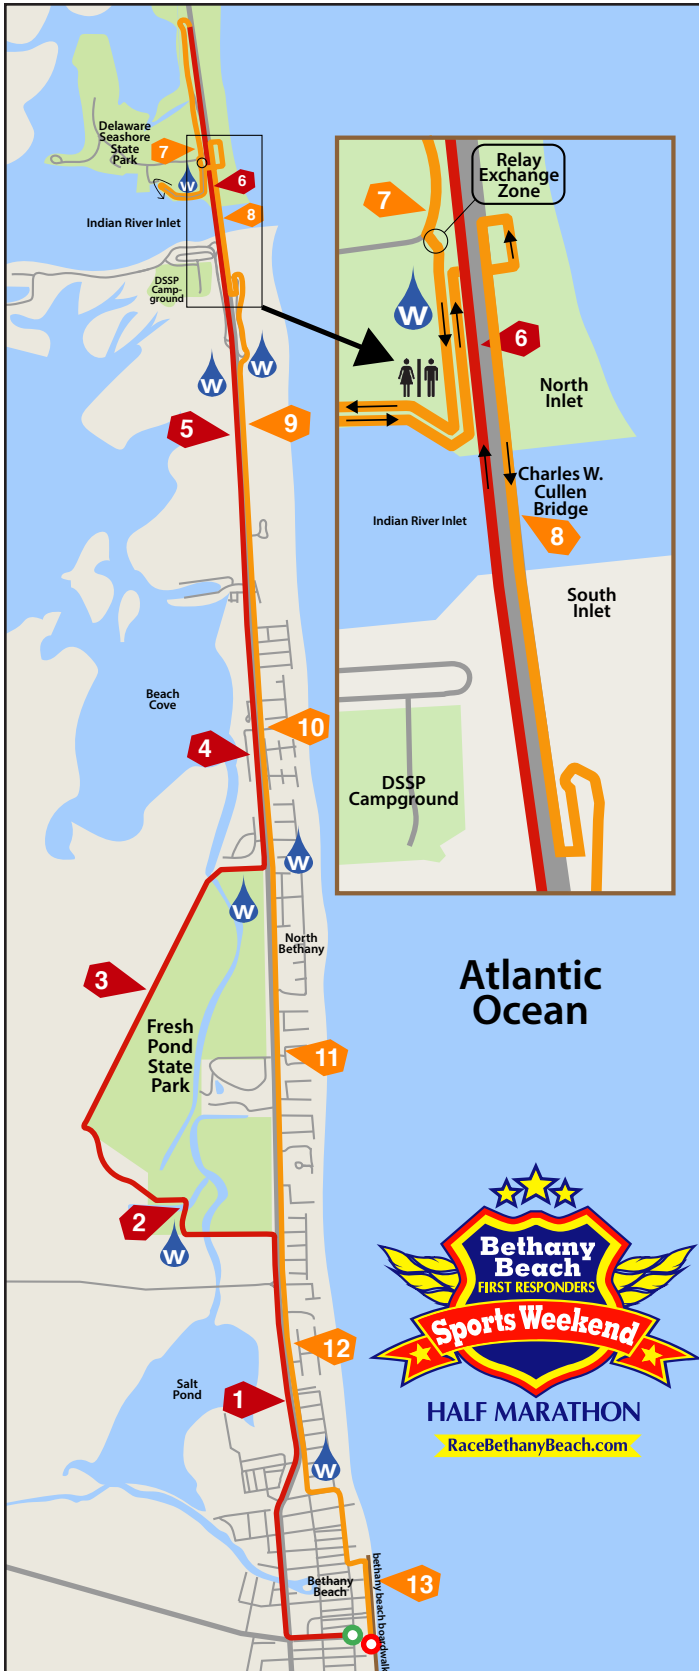 Delaware
Seashore
State
Park
7
W
6
8
Indian River Inlet
DSSP
Camp-
ground
W
W
5
9
Beach
Cove
10
4
W
W
North
Bethany
3
Fresh
Pond
State
Park
11
2
W
12
Salt
Pond
1
W
Bethany
Beach
bethany beach boardwalk
13
Relay
Exchange
Zone
7
W
6
North
Inlet
Charles W.
Cullen
Bridge
Indian River Inlet
8
South
Inlet
DSSP
Campground
Atlantic
Ocean
Bethany
Beach
FIRST RESPONDERS
Sports Weekend
HALF MARATHON
RaceBethanyBeach.com